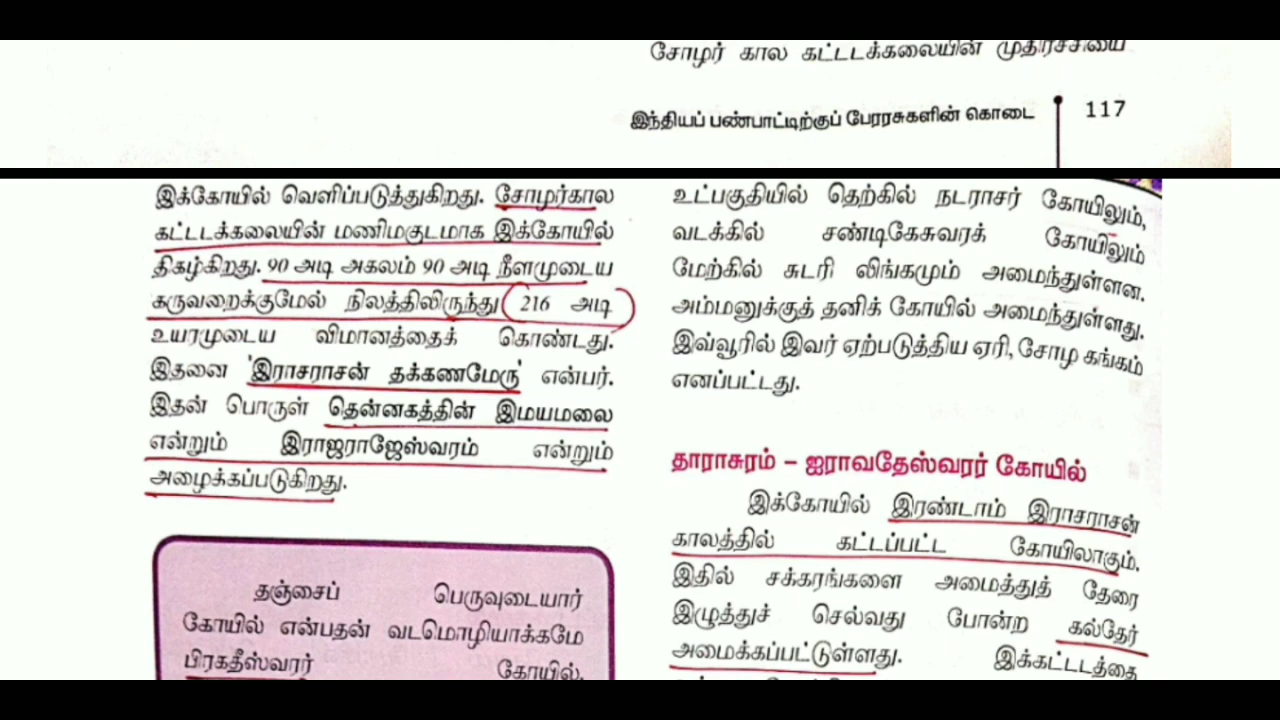 சோழர் கால கட்டடக்கலையின் முதிர்ச்சியை
இந்தியப் பண்பாட்டிற்குப் பேரரசுகளின் கொடை 117
இக்கோயில் வெளிப்படுத்துகிறது. சோழர்கால
கட்டடக்கலையின் மணிமகுடமாக இக்கோயில்
திகழ்கிறது. 90 அடி அகலம் 90 அடி நீளமுடைய
கருவறைக்குமேல் நிலத்திலிருந்து 216 அடி
உயரமுடைய விமானத்தைக் கொண்டது.
இதனை 'இராசராசன் தக்கணமேரு' என்பர்.
இதன் பொருள் தென்னகத்தின் இமயமலை
என்றும் இராஜராஜேஸ்வரம் என்றும்
அழைக்கப்படுகிறது.
தஞ்சைப் பெருவுடையார்
கோயில் என்பதன் வடமொழியாக்கமே
பிரகதீஸ்வரர் கோயில்.
உட்பகுதியில் தெற்கில் நடராசர் கோயிலும்,
வடக்கில் சண்டிகேசுவரக் கோயிலும்
மேற்கில் சுடரி லிங்கமும் அமைந்துள்ளன.
அம்மனுக்குத் தனிக் கோயில் அமைந்துள்ளது.
இவ்வூரில் இவர் ஏற்படுத்திய ஏரி, சோழ கங்கம்
எனப்பட்டது.
தாராசுரம் – ஐராவதேஸ்வரர் கோயில்
இக்கோயில் இரண்டாம் இராசராசன்
காலத்தில் கட்டப்பட்ட கோயிலாகும்.
இதில் சக்கரங்களை அமைத்துத் தேரை
இழுத்துச் செல்வது போன்ற கல்தேர்
அமைக்கப்பட்டுள்ளது. இக்கட்டடத்தை